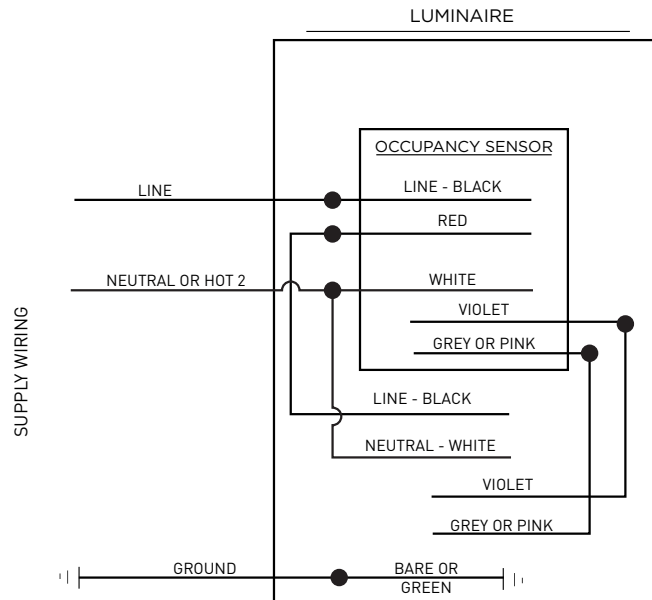 LUMINAIRE
OCCUPANCY SENSOR
LINE
LINE - BLACK
RED
NEUTRAL OR HOT 2
WHITE
VIOLET
GREY OR PINK
SUPPLY WIRING
LINE - BLACK
NEUTRAL - WHITE
VIOLET
GREY OR PINK
GROUND
BARE OR
GREEN